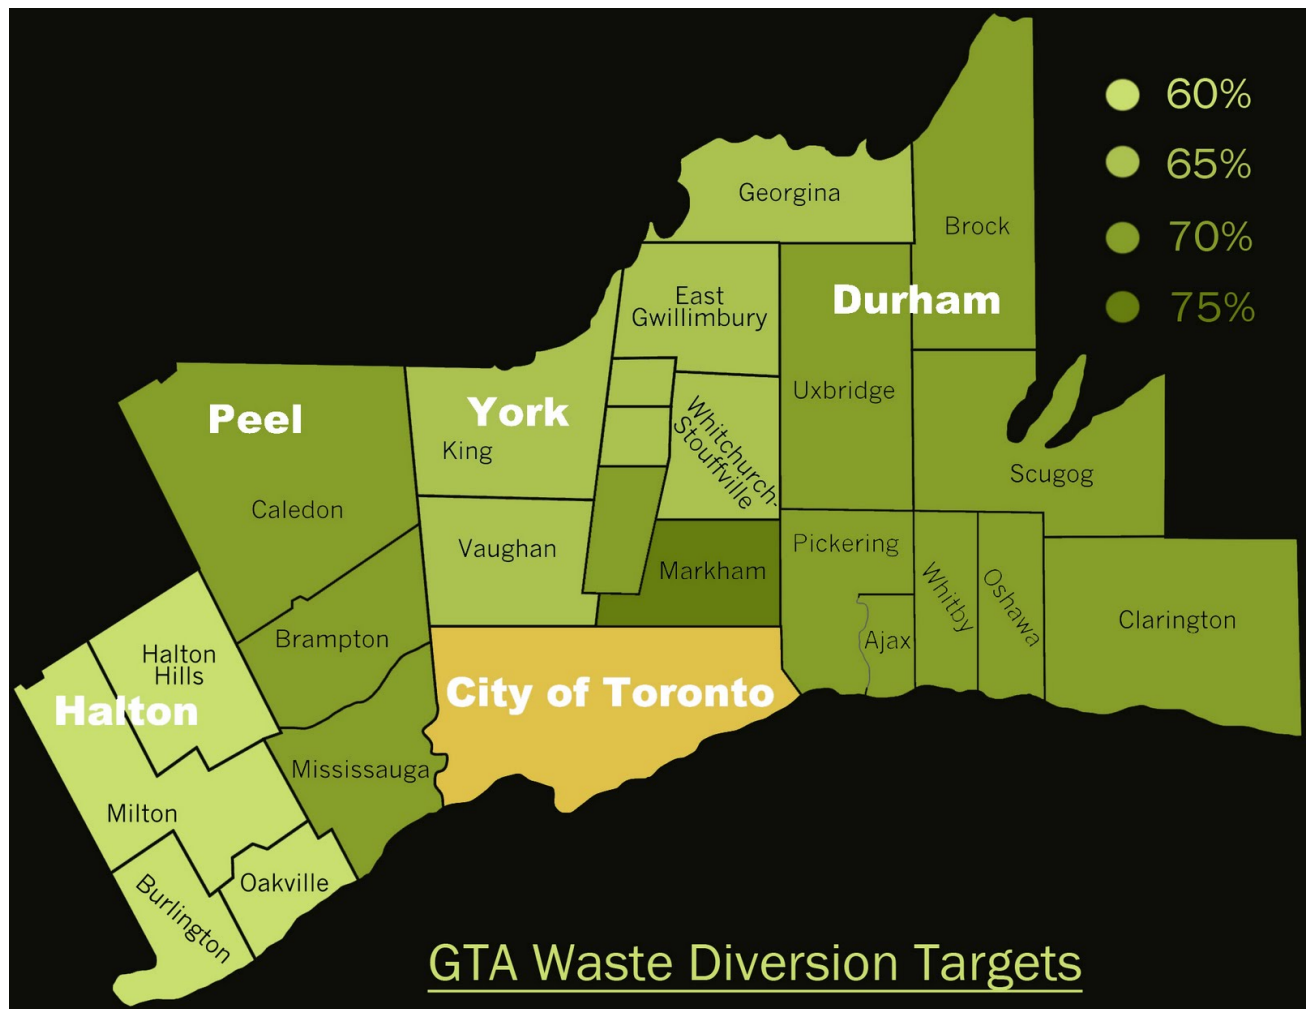 60%
65%
70%
75%
Georgina
Brock
East
Gwillimbury
Durham
Uxbridge
Peel
York
King
Whitchurch-
Stouffville
Scugog
Caledon
Vaughan
Markham
Pickering
Whitby
Oshawa
Clarington
Ajax
Brampton
Halton
Hills
Halton
City of Toronto
Mississauga
Milton
Burlington
Oakville
GTA Waste Diversion Targets